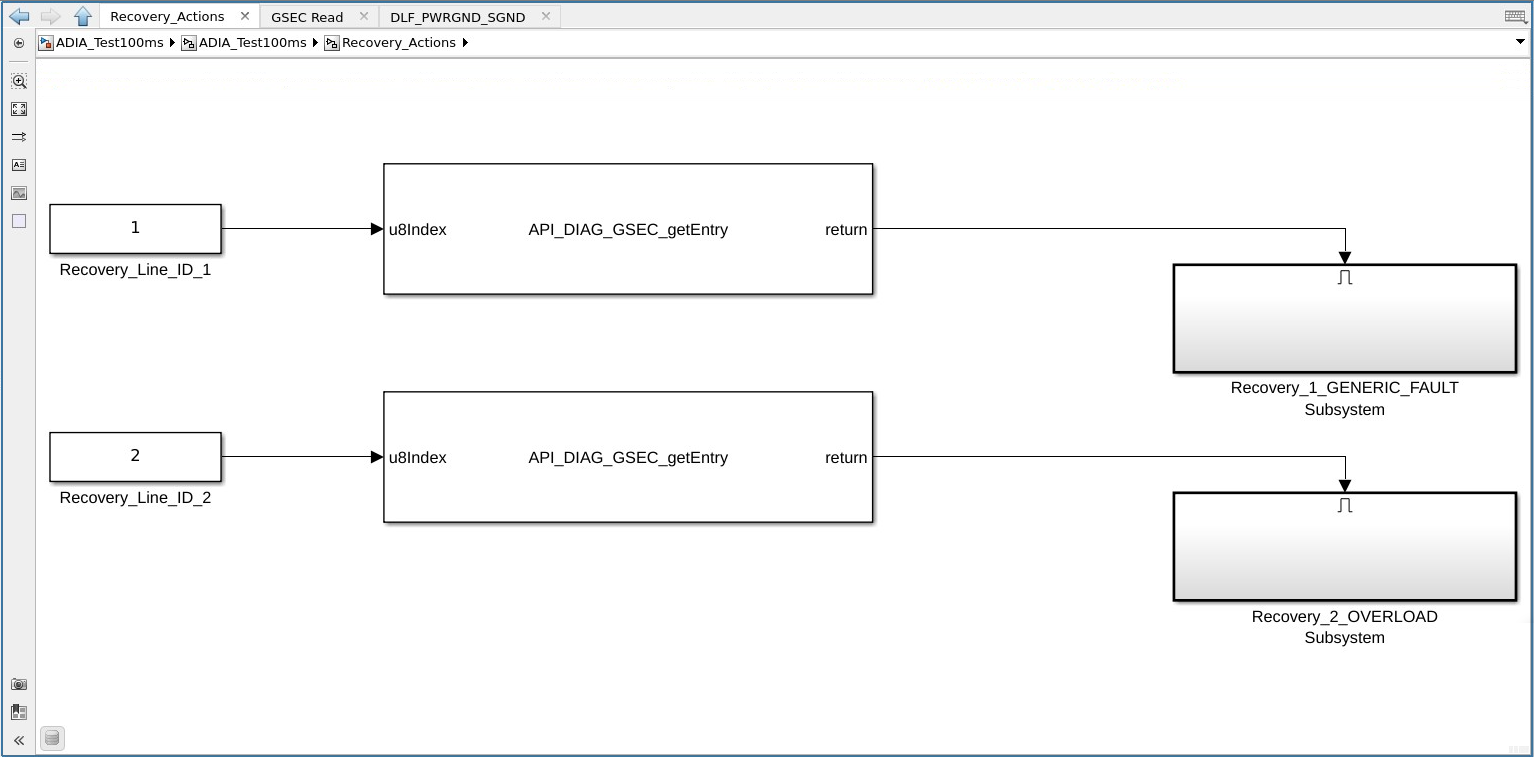 Recovery_Actions
GSEC Read
DLF_PWRGND_SGND
ADIA_Test100ms
ADIA_Test100ms
Recovery_Actions
1
Recovery_Line_ID_1
u8Index
API_DIAG_GSEC_getEntry
return
Recovery_1_GENERIC_FAULT
Subsystem
2
Recovery_Line_ID_2
u8Index
API_DIAG_GSEC_getEntry
return
Recovery_2_OVERLOAD
Subsystem